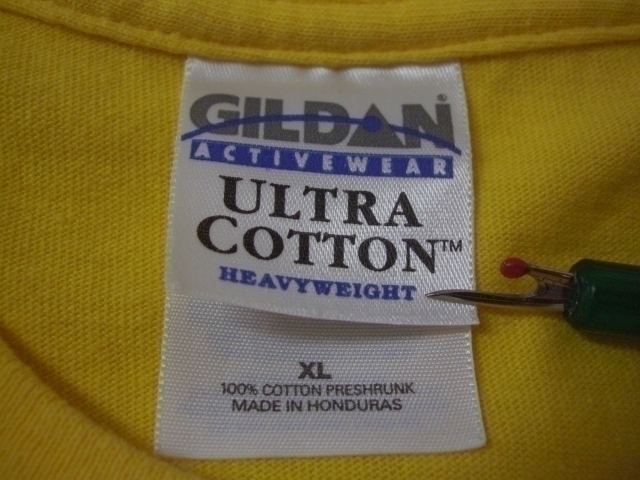 GILDAN®
ACTIVEWEAR
ULTRA
COTTON™
HEAVYWEIGHT
XL
100% COTTON PRESHRUNK
MADE IN HONDURAS